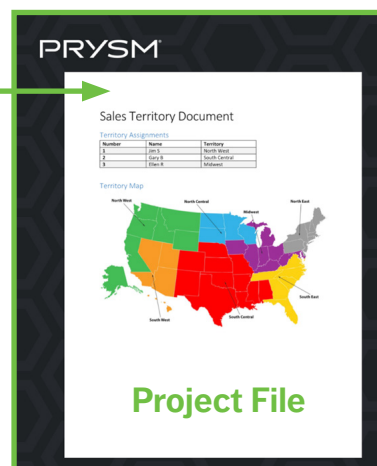 PRYSM
Sales Territory Document
Territory Assignments
Number Name Territory
1 Jim S North West
2 Gary B South Central
3 Ellen R Midwest
Territory Map
North West North Central North East
Midwest
South East
South West South Central
Project File